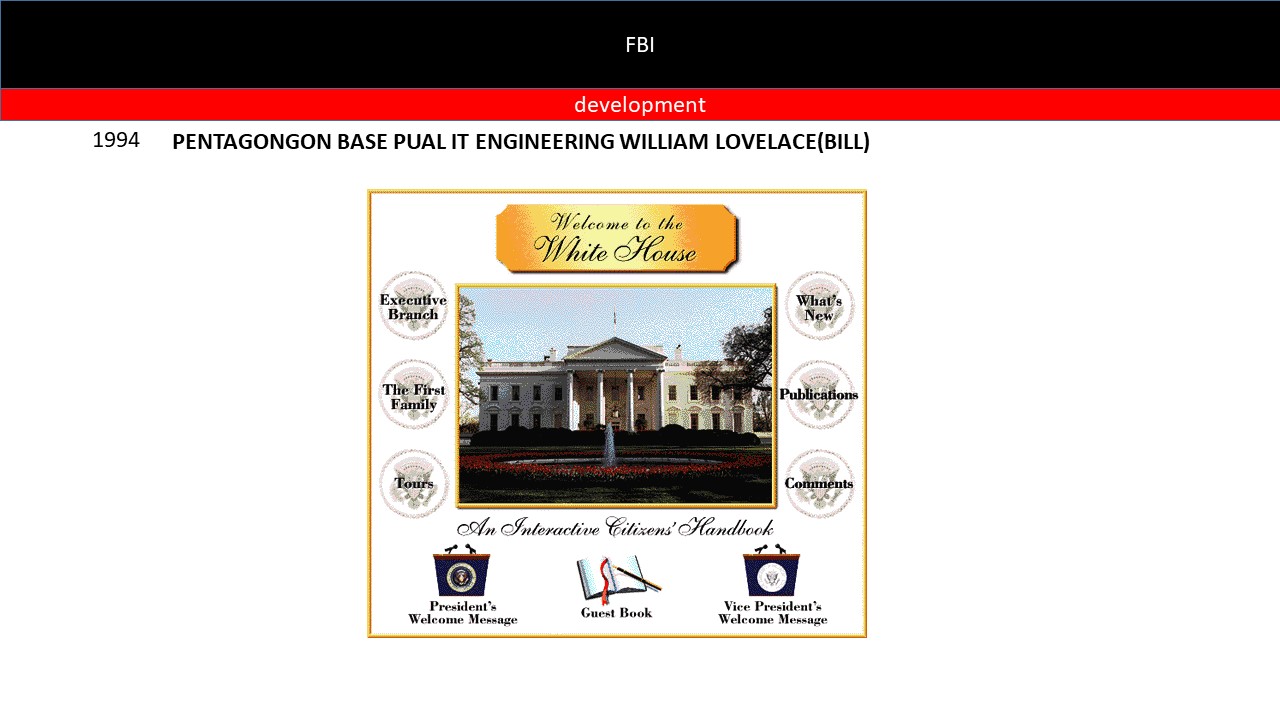 FBI
development
1994 PENTAGONGON BASE PUAL IT ENGINEERING WILLIAM LOVELACE(BILL)
Welcome to the
White House
Executive
Branch
What's
New
The First
Family
Publications
Tours
Comments
An Interactive Citizens' Handbook
President's
Welcome Message
Guest Book
Vice President's
Welcome Message